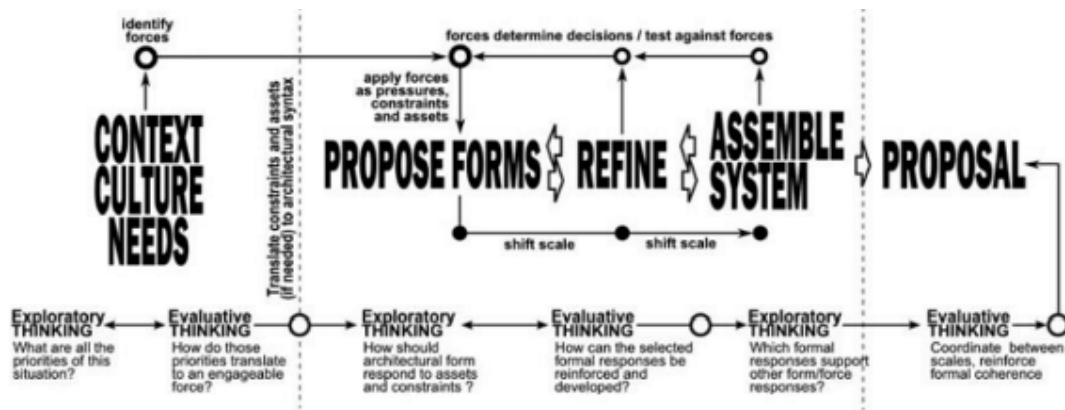 identify
forces
forces determine decisions / test against forces
apply forces
as pressures,
constraints
and assets
Translate constraints and assets
(if needed) to architectural syntax
CONTEXT
CULTURE
NEEDS
PROPOSE FORMS
REFINE
ASSEMBLE
SYSTEM
PROPOSAL
shift scale
shift scale
Exploratory
THINKING
What are all the
priorities of this
situation?
Evaluative
THINKING
How do those
priorities translate
to an engageable
force?
Exploratory
THINKING
How should
architectural form
respond to assets
and constraints ?
Evaluative
THINKING
How can the selected
formal responses be
reinforced and
developed?
Exploratory
THINKING
Which formal
responses support
other form/force
responses?
Evaluative
THINKING
Coordinate between
scales, reinforce
formal coherence